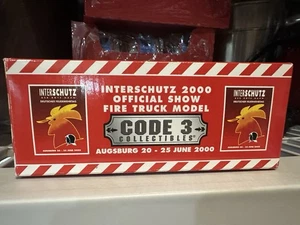 INTERSCHUTZ
INTERSCHUTZ 2000
OFFICIAL SHOW
FIRE TRUCK MODEL
CODE 3
COLLECTIBLES
AUGSBURG 20 - 25 JUNE 2000
INTERSCHUTZ